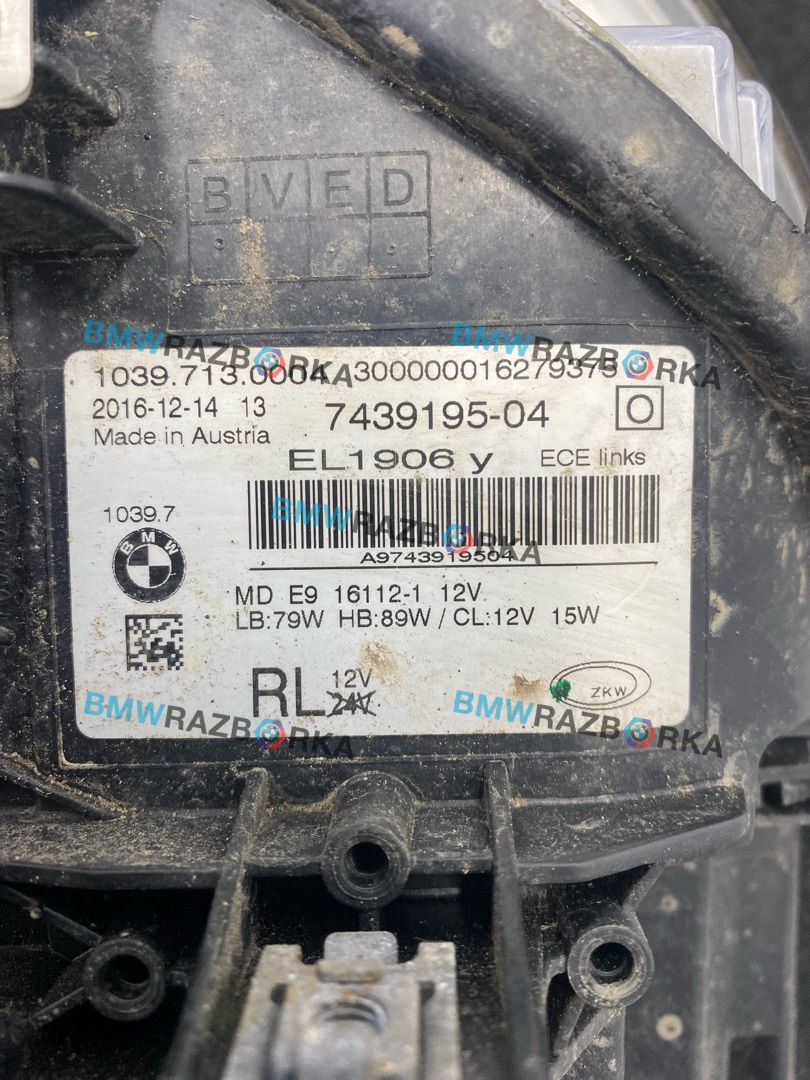 BVED
BMWRAZBORKA BMWRAZBORKA
1039.713.0004 300000016279373
2016-12-14 13 7439195-04 O
Made in Austria
EL1906 y ECE links
1039.7
BMWRAZBORKA
BMW
A9743919504
MD E9 16112-1 12V
LB:79W HB:89W / CL:12V 15W
RL 12V
24V
ZKW
BMWRAZBORKA BMWRAZBORKA